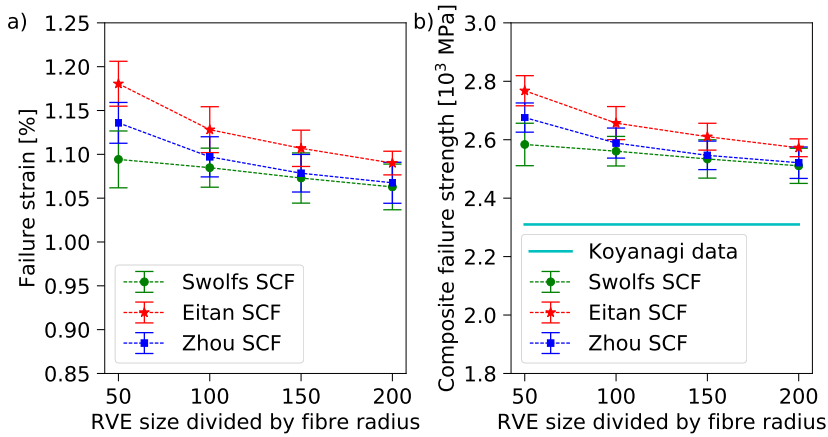 a)
Failure strain [%]
1.25
1.20
1.15
1.10
1.05
1.00
0.95
0.90
0.85
Swolfs SCF
Eitan SCF
Zhou SCF
50 100 150 200
RVE size divided by fibre radius
b)
Composite failure strength [10³ MPa]
3.0
2.8
2.6
2.4
2.2
2.0
1.8
Koyanagi data
Swolfs SCF
Eitan SCF
Zhou SCF
50 100 150 200
RVE size divided by fibre radius